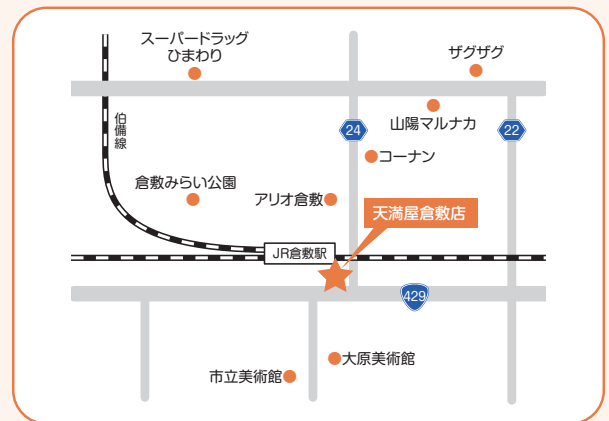 スーパードラッグ
ひまわり
ザグザグ
伯備線
24
山陽マルナカ
22
コーナン
倉敷みらい公園
アリオ倉敷
天満屋倉敷店
JR倉敷駅
429
大原美術館
市立美術館